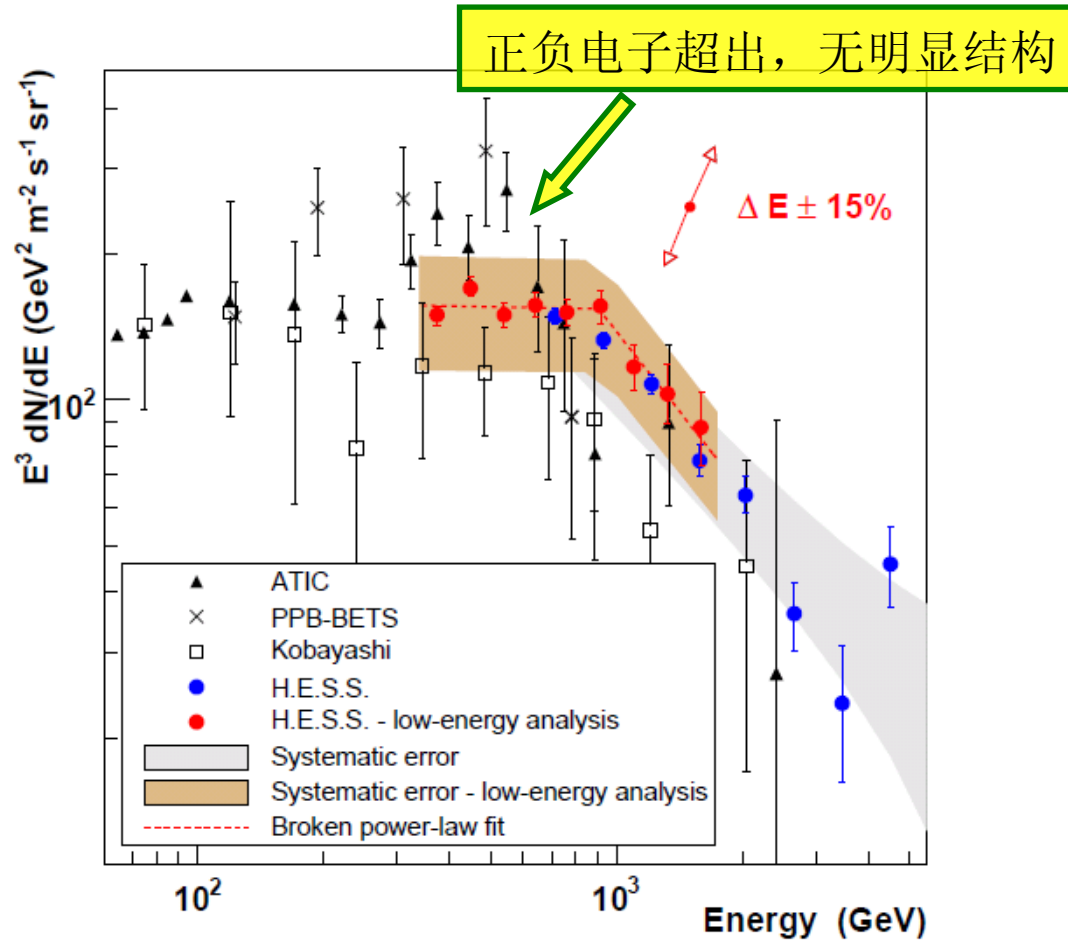 正负电子超出，无明显结构
E³ dN/dE (GeV² m⁻² s⁻¹ sr⁻¹)
Δ E ± 15%
10²
ATIC
PPB-BETS
Kobayashi
H.E.S.S.
H.E.S.S. - low-energy analysis
Systematic error
Systematic error - low-energy analysis
Broken power-law fit
10²
10³
Energy (GeV)